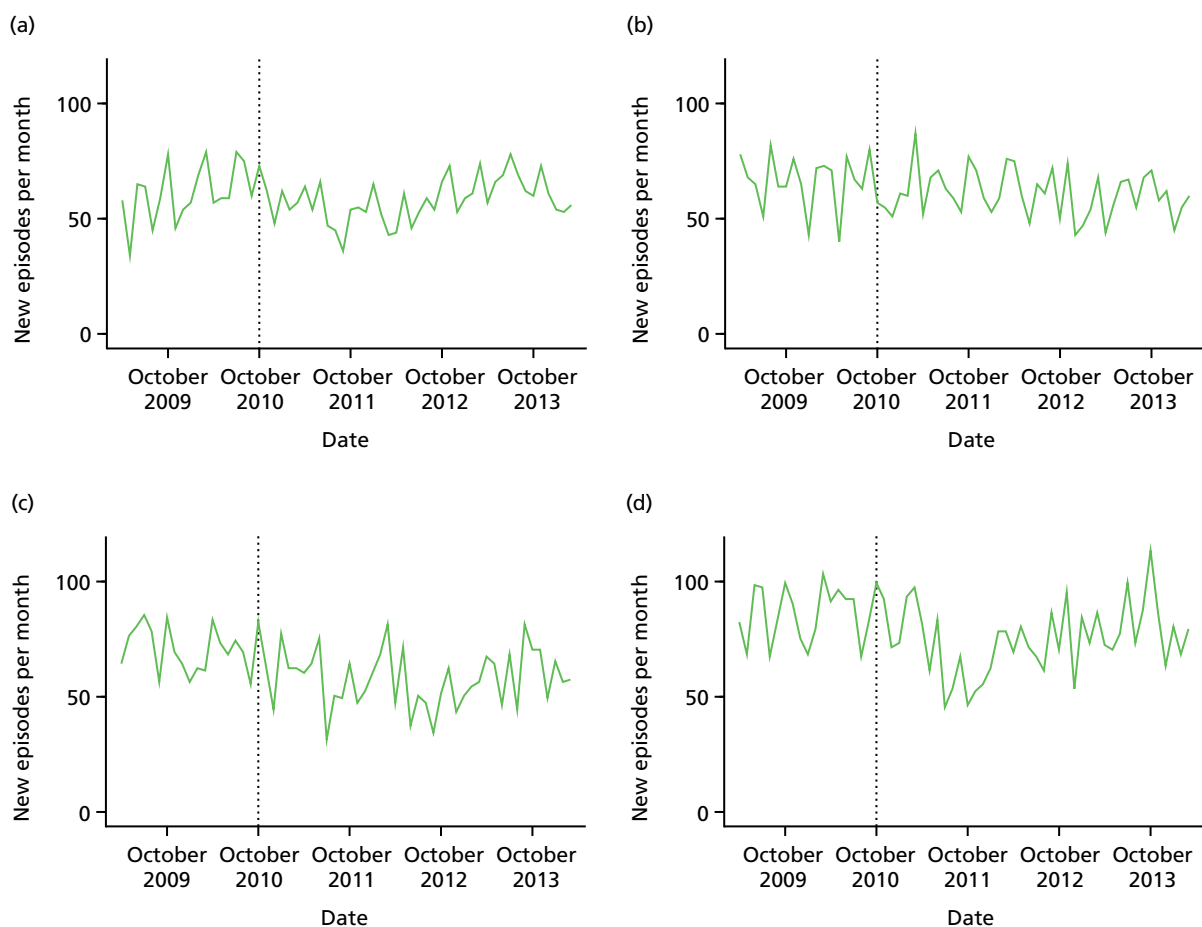 (a)
New episodes per month
100
50
0
October 2009
October 2010
October 2011
October 2012
October 2013
Date
(b)
New episodes per month
100
50
0
October 2009
October 2010
October 2011
October 2012
October 2013
Date
(c)
New episodes per month
100
50
0
October 2009
October 2010
October 2011
October 2012
October 2013
Date
(d)
New episodes per month
100
50
0
October 2009
October 2010
October 2011
October 2012
October 2013
Date